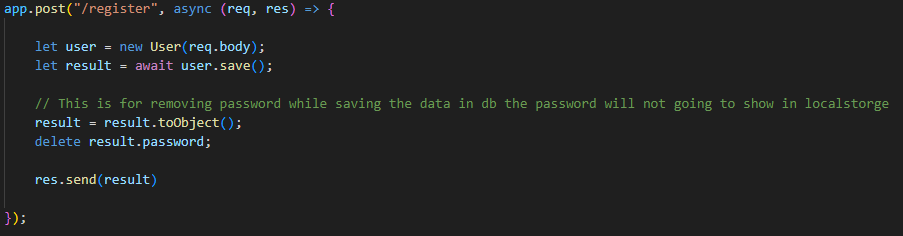 app.post("/register", async (req, res) => {
let user = new User(req.body);
let result = await user.save();
// This is for removing password while saving the data in db the password will not going to show in localstorge
result = result.toObject();
delete result.password;
res.send(result)
});